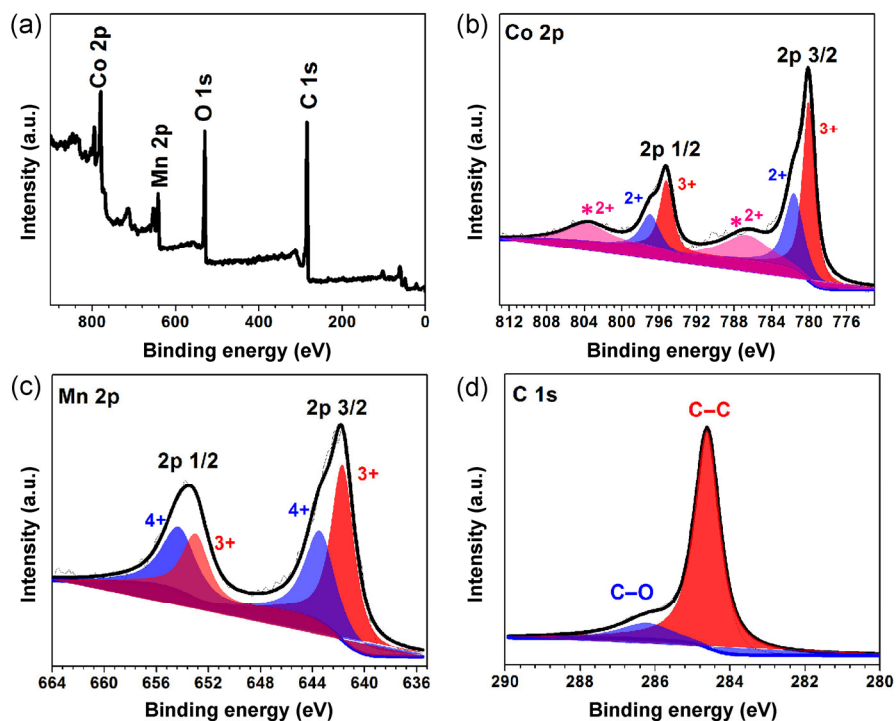 (a)
Co 2p
Mn 2p
O 1s
C 1s
Intensity (a.u.)
800 600 400 200 0
Binding energy (eV)
(b)
Co 2p
2p 3/2
3+
2+
2p 1/2
3+
2+
*2+
*2+
Intensity (a.u.)
812 808 804 800 796 792 788 784 780 776
Binding energy (eV)
(c)
Mn 2p
2p 3/2
3+
4+
2p 1/2
4+
3+
Intensity (a.u.)
664 660 656 652 648 644 640 636
Binding energy (eV)
(d)
C 1s
C–C
C–O
Intensity (a.u.)
290 288 286 284 282 280
Binding energy (eV)